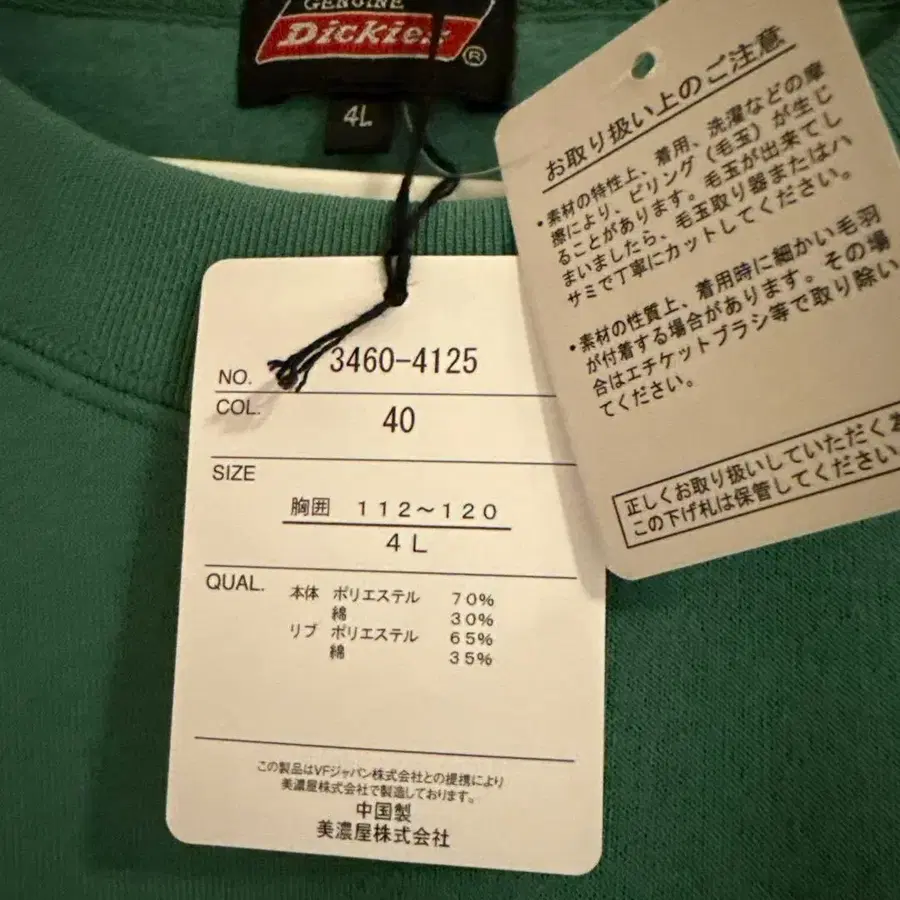 GENUINE
Dickies®
4L
お取り扱い上のご注意
・素材の特性上、着用、洗濯などの摩
擦により、ピリング（毛玉）が生じ
ることがあります。毛玉が出来てし
まいましたら、毛玉取り器またはハ
サミで丁寧にカットしてください。
・素材の性質上、着用時に細かい毛羽
が付着する場合があります。その場
合はエチケットブラシ等で取り除い
てください。
正しくお取り扱いしていただく為
この下げ札は保管してください。
NO. 3460-4125
COL. 40
SIZE
胸囲 112～120
4L
QUAL. 本体 ポリエステル 70%
綿 30%
リブ ポリエステル 65%
綿 35%
この製品はVFジャパン株式会社との提携により
美濃屋株式会社で製造しております。
中国製
美濃屋株式会社